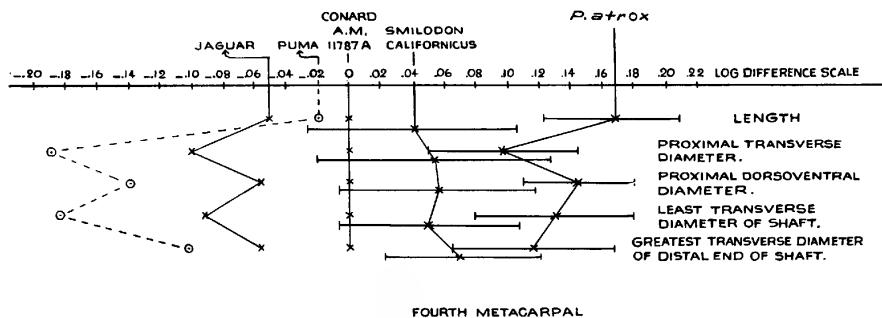 P. atrox
CONARD
A.M. SMILODON
JAGUAR PUMA 11787A CALIFORNICUS
-.20 -.18 -.16 -.14 -.12 -.10 -.08 -.06 -.04 -.02 0 .02 .04 .06 .08 .10 .12 .14 .16 .18 .20 .22 LOG DIFFERENCE SCALE
LENGTH
PROXIMAL TRANSVERSE
DIAMETER.
PROXIMAL DORSOVENTRAL
DIAMETER.
LEAST TRANSVERSE
DIAMETER OF SHAFT.
GREATEST TRANSVERSE DIAMETER
OF DISTAL END OF SHAFT.
FOURTH METACARPAL